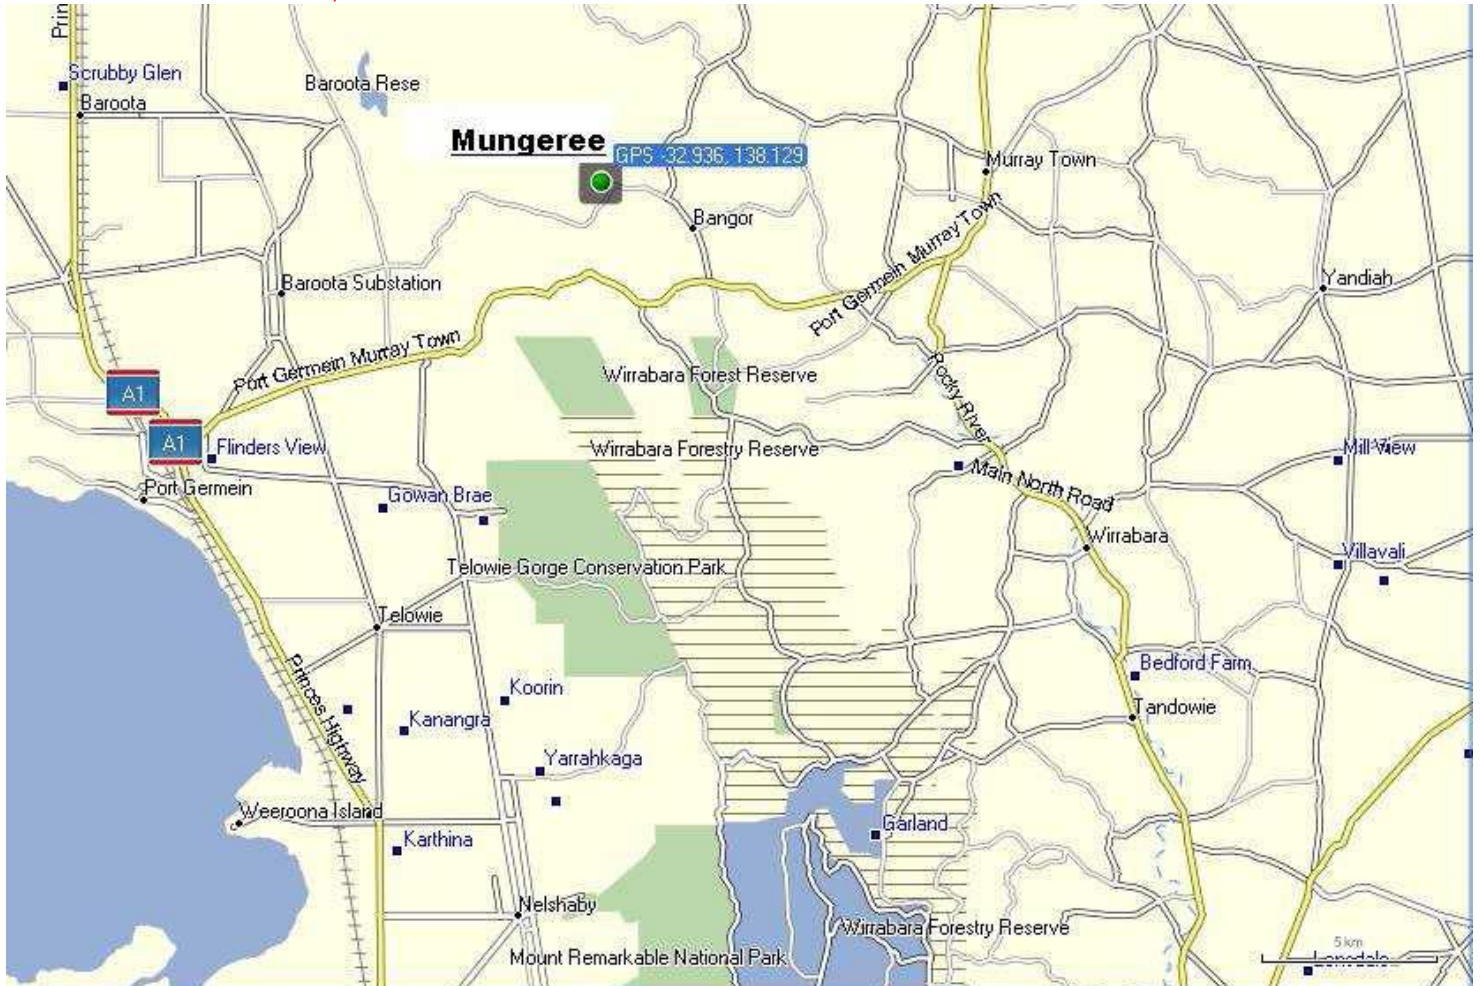 Prin
Scrubby Glen
Baroota
Baroota Rese
Mungeree
GPS -32.936, 138.129
Murray Town
Bangor
Baroota Substation
Yandiah
Port Germein Murray Town
Port Germein Murray Town
A1
A1
Wirrabara Forest Reserve
Rocky River
Flinders View
Wirrabara Forestry Reserve
Mill View
Port Germein
Gowan Brae
Main North Road
Wirrabara
Villavali
Telowie Gorge Conservation Park
Telowie
Princes Highway
Bedford Farm
Koorin
Kanangra
Tandowie
Yarrahkaga
Weeroona Island
Garland
Karthina
Nelshaby
Wirrabara Forestry Reserve
Mount Remarkable National Park
5 km
Lonsdale